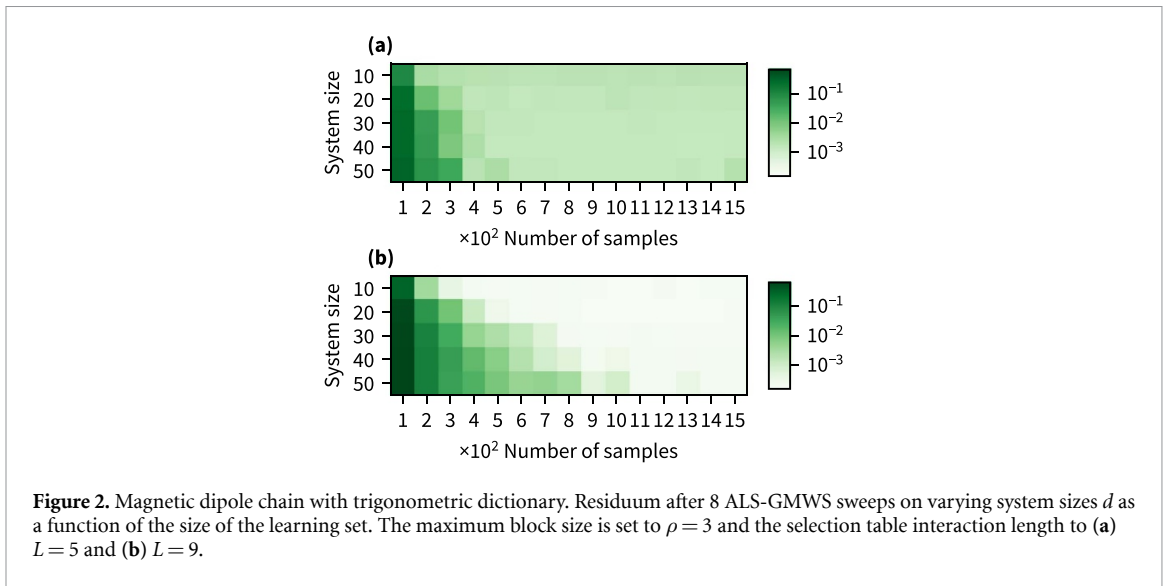 (a)
System size
10
20
30
40
50
1 2 3 4 5 6 7 8 9 10 11 12 13 14 15
×10² Number of samples
10⁻¹
10⁻²
10⁻³
(b)
System size
10
20
30
40
50
1 2 3 4 5 6 7 8 9 10 11 12 13 14 15
×10² Number of samples
10⁻¹
10⁻²
10⁻³
Figure 2. Magnetic dipole chain with trigonometric dictionary. Residuum after 8 ALS-GMWS sweeps on varying system sizes d as
a function of the size of the learning set. The maximum block size is set to ρ = 3 and the selection table interaction length to (a)
L = 5 and (b) L = 9.